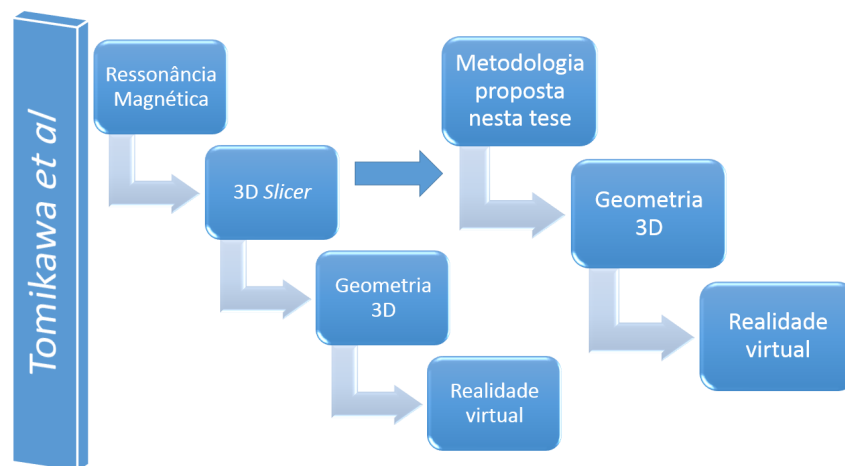 Tomikawa et al
Ressonância
Magnética
3D Slicer
Geometria
3D
Realidade
virtual
Metodologia
proposta
nesta tese
Geometria
3D
Realidade
virtual